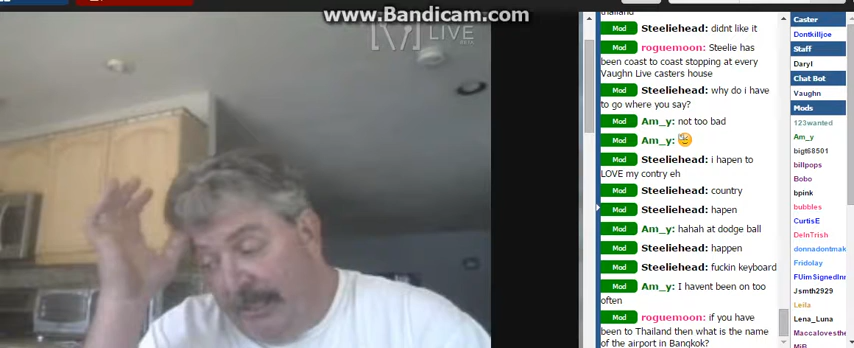 www.Bandicam.com
LIVE
thailand
Mod Steeliehead: didnt like it
Mod roguemoon: Steelie has
been coast to coast stopping at every
Vaughn Live casters house
Mod Steeliehead: why do i have
to go where you say?
Mod Am_y: not too bad
Mod Am_y:
Mod Steeliehead: i hapen to
LOVE my contry eh
Mod Steeliehead: country
Mod Steeliehead: hapen
Mod Am_y: hahah at dodge ball
Mod Steeliehead: happen
Mod Steeliehead: fuckin keyboard
Mod Am_y: I havent been on too
often
Mod roguemoon: if you have
been to Thailand then what is the name
of the airport in Bangkok?
Caster
Dontkilljoe
Staff
Daryl
Chat Bot
Vaughn
Mods
123wanted
Am_y
bigt68501
billpops
Bobo
bpink
bubbles
CurtisE
DeInTrish
donnadontmak
Fridolay
FUimSignedInn
Jsmth2929
Leila
Lena_Luna
Maccalovesthe